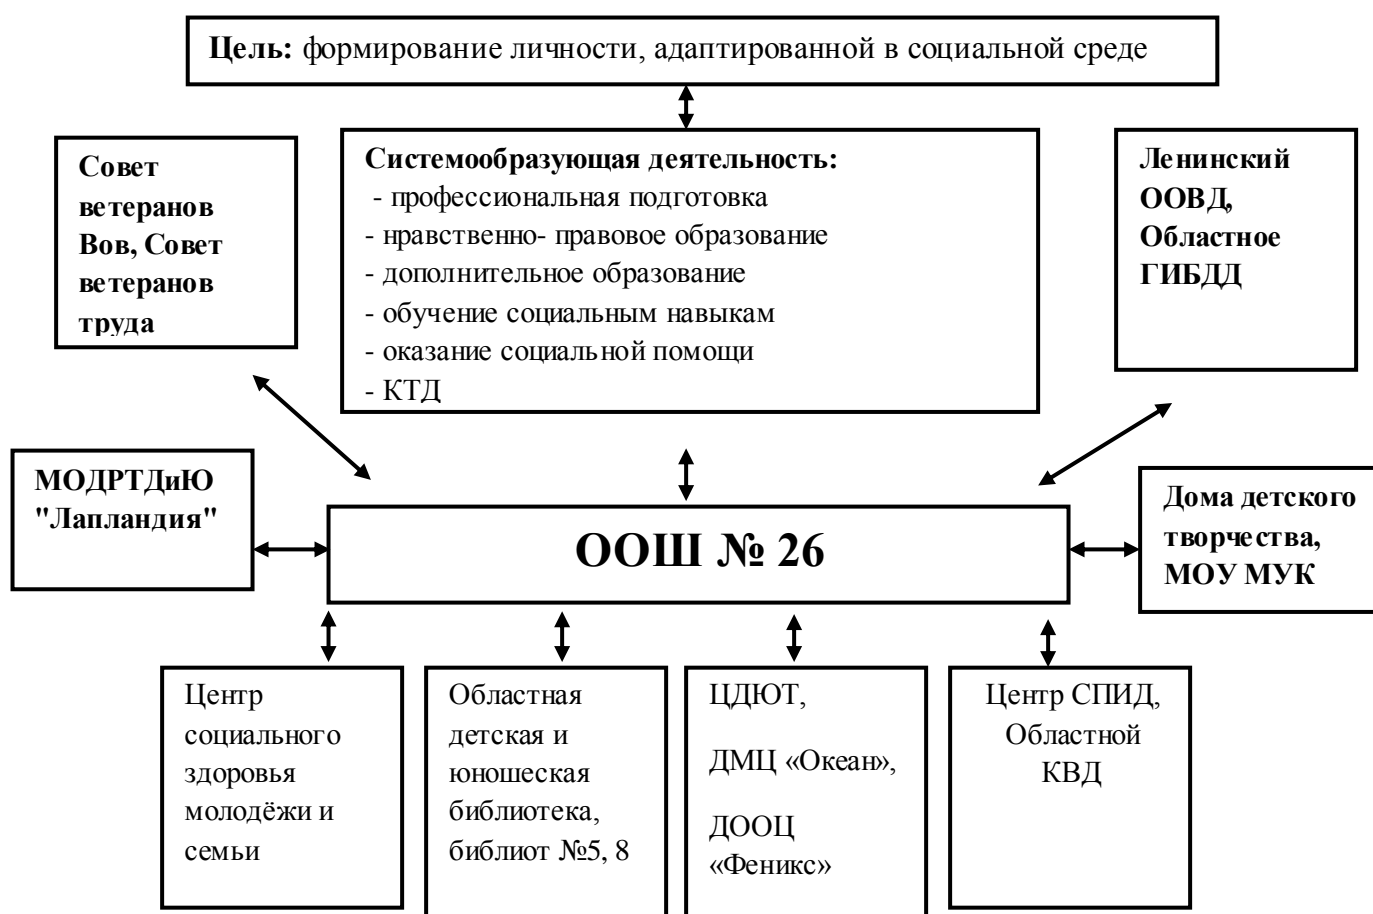 Цель: формирование личности, адаптированной в социальной среде
Совет
ветеранов
Вов, Совет
ветеранов
труда
Системообразующая деятельность:
- профессиональная подготовка
- нравственно- правовое образование
- дополнительное образование
- обучение социальным навыкам
- оказание социальной помощи
- КТД
Ленинский
ООВД,
Областное
ГИБДД
МОДРТДиЮ
"Лапландия"
ООШ № 26
Дома детского
творчества,
МОУ МУК
Центр
социального
здоровья
молодёжи и
семьи
Областная
детская и
юношеская
библиотека,
библиот №5, 8
ЦДЮТ,
ДМЦ «Океан»,
ДООЦ
«Феникс»
Центр СПИД,
Областной
КВД